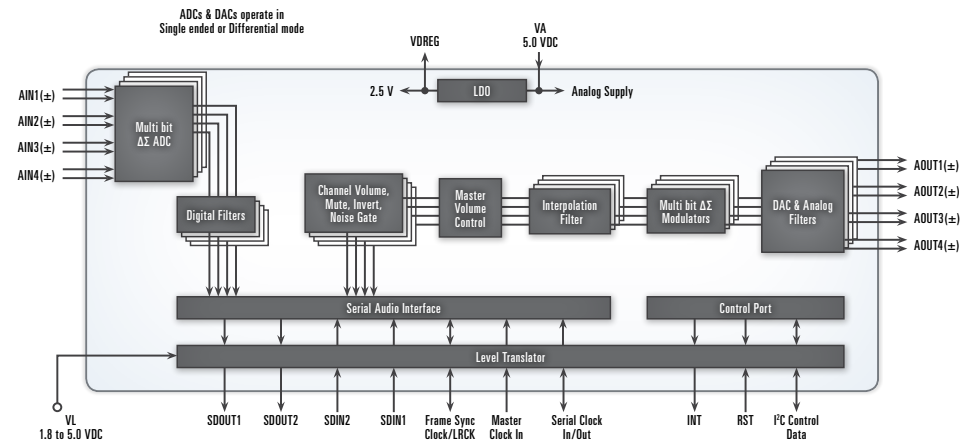 ADCs & DACs operate in
Single ended or Differential mode
VDREG
VA
5.0 VDC
2.5 V
LDO
Analog Supply
AIN1(±)
AIN2(±)
AIN3(±)
AIN4(±)
Multi bit
ΔΣ ADC
Digital Filters
Channel Volume,
Mute, Invert,
Noise Gate
Master
Volume
Control
Interpolation
Filter
Multi bit ΔΣ
Modulators
DAC & Analog
Filters
AOUT1(±)
AOUT2(±)
AOUT3(±)
AOUT4(±)
Serial Audio Interface
Control Port
Level Translator
VL
1.8 to 5.0 VDC
SDOUT1
SDOUT2
SDIN2
SDIN1
Frame Sync
Clock/LRCK
Master
Clock In
Serial Clock
In/Out
INT
RST
I²C Control
Data